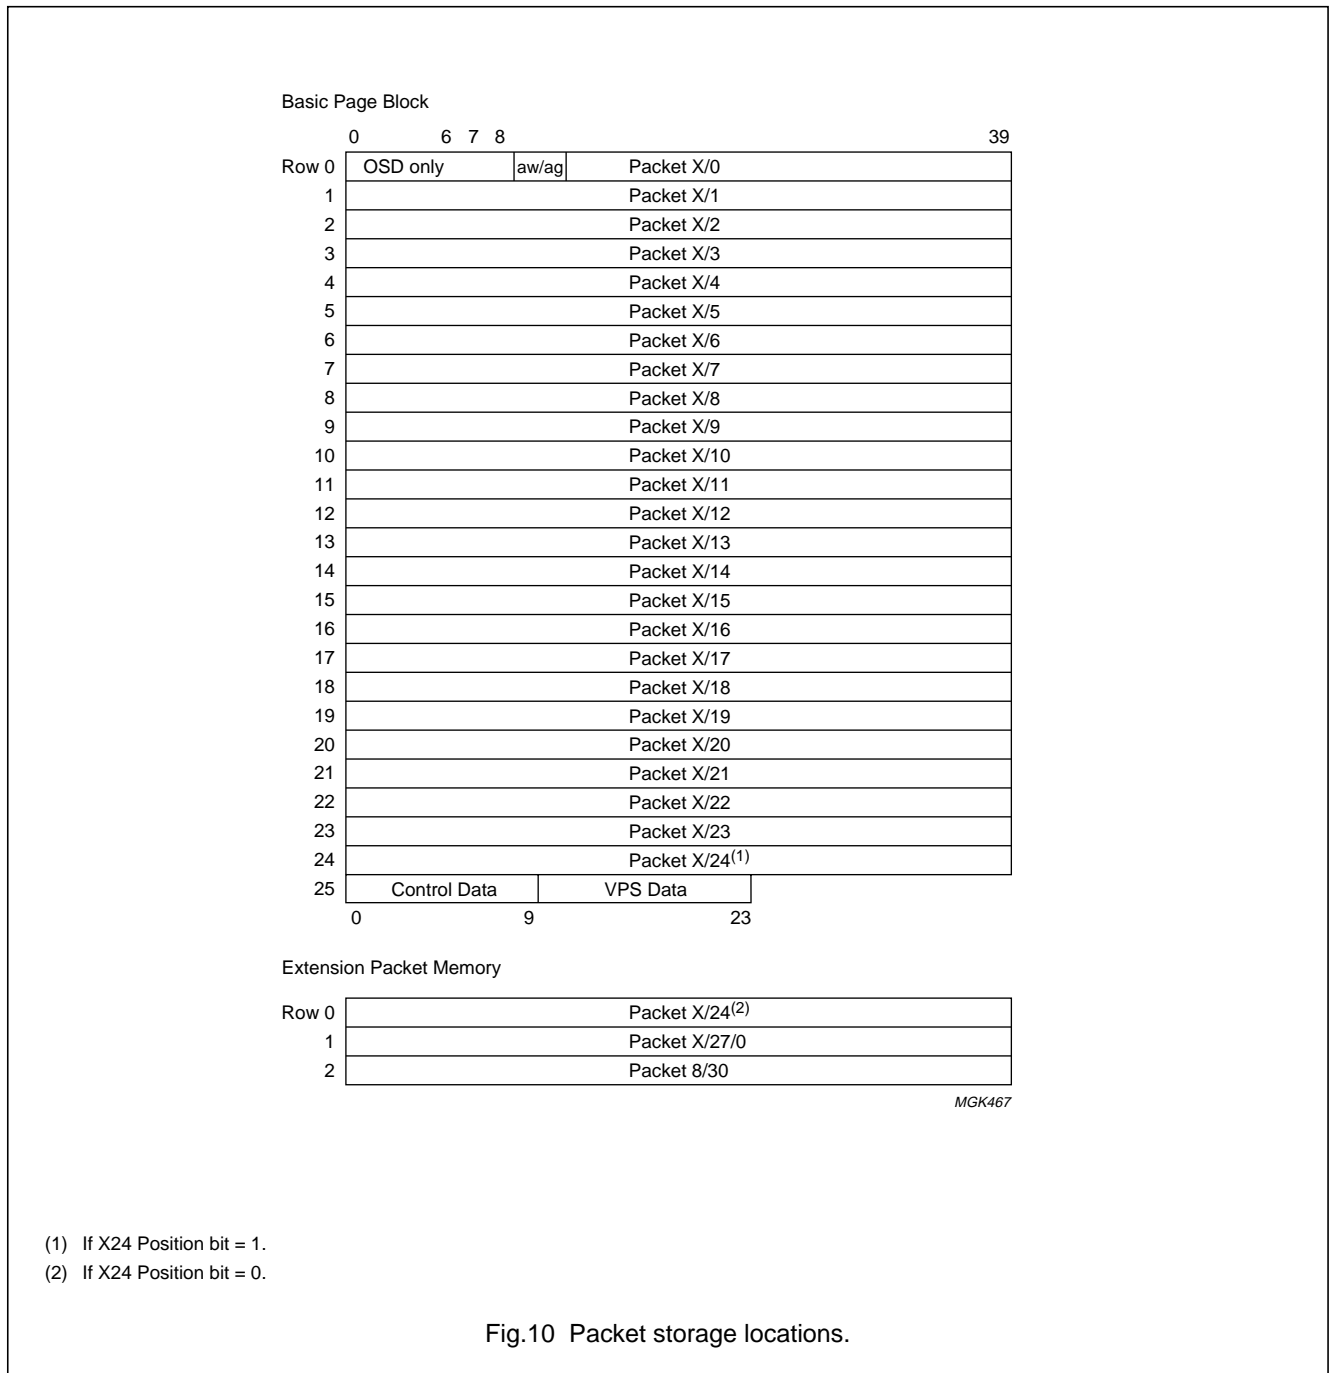 Basic Page Block
0 6 7 8 39
Row 0 OSD only aw/ag Packet X/0
1 Packet X/1
2 Packet X/2
3 Packet X/3
4 Packet X/4
5 Packet X/5
6 Packet X/6
7 Packet X/7
8 Packet X/8
9 Packet X/9
10 Packet X/10
11 Packet X/11
12 Packet X/12
13 Packet X/13
14 Packet X/14
15 Packet X/15
16 Packet X/16
17 Packet X/17
18 Packet X/18
19 Packet X/19
20 Packet X/20
21 Packet X/21
22 Packet X/22
23 Packet X/23
24 Packet X/24(1)
25 Control Data VPS Data
0 9 23
Extension Packet Memory
Row 0 Packet X/24(2)
1 Packet X/27/0
2 Packet 8/30
MGK467
(1) If X24 Position bit = 1.
(2) If X24 Position bit = 0.
Fig.10 Packet storage locations.